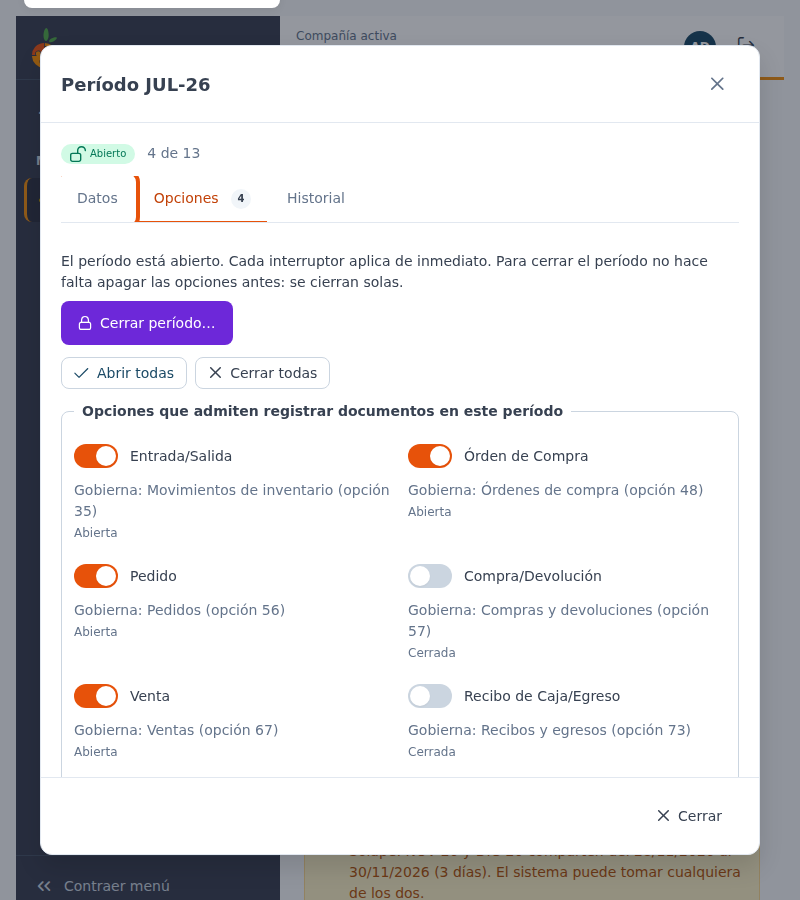 Compañía activa
Período JUL-26
Abierto 4 de 13
Datos Opciones 4 Historial
El período está abierto. Cada interruptor aplica de inmediato. Para cerrar el período no hace
falta apagar las opciones antes: se cierran solas.
Cerrar período…
Abrir todas Cerrar todas
Opciones que admiten registrar documentos en este período
Entrada/Salida
Gobierna: Movimientos de inventario (opción
35)
Abierta
Órden de Compra
Gobierna: Órdenes de compra (opción 48)
Abierta
Pedido
Gobierna: Pedidos (opción 56)
Abierta
Compra/Devolución
Gobierna: Compras y devoluciones (opción
57)
Cerrada
Venta
Gobierna: Ventas (opción 67)
Abierta
Recibo de Caja/Egreso
Gobierna: Recibos y egresos (opción 73)
Cerrada
Cerrar
30/11/2026 (3 días). El sistema puede tomar cualquiera
de los dos.
Contraer menú